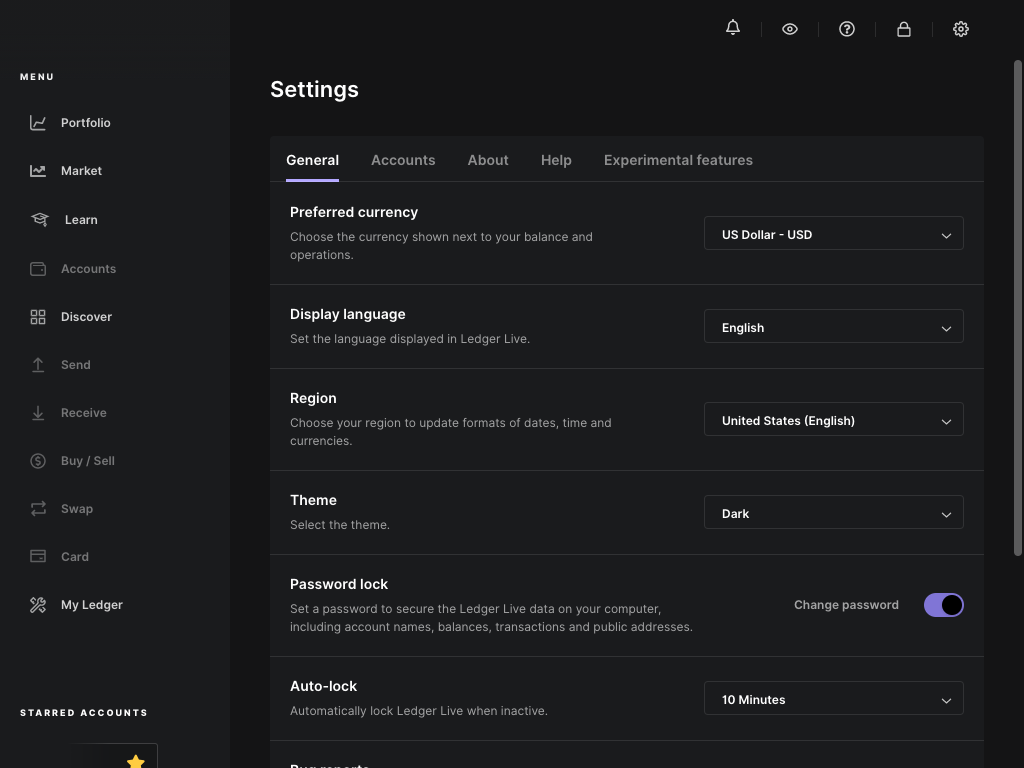 MENU
Portfolio
Market
Learn
Accounts
Discover
Send
Receive
Buy / Sell
Swap
Card
My Ledger
STARRED ACCOUNTS
Settings
General
Accounts
About
Help
Experimental features
Preferred currency
Choose the currency shown next to your balance and
operations.
US Dollar - USD
Display language
Set the language displayed in Ledger Live.
English
Region
Choose your region to update formats of dates, time and
currencies.
United States (English)
Theme
Select the theme.
Dark
Password lock
Set a password to secure the Ledger Live data on your computer,
including account names, balances, transactions and public addresses.
Change password
Auto-lock
Automatically lock Ledger Live when inactive.
10 Minutes
Bug reports